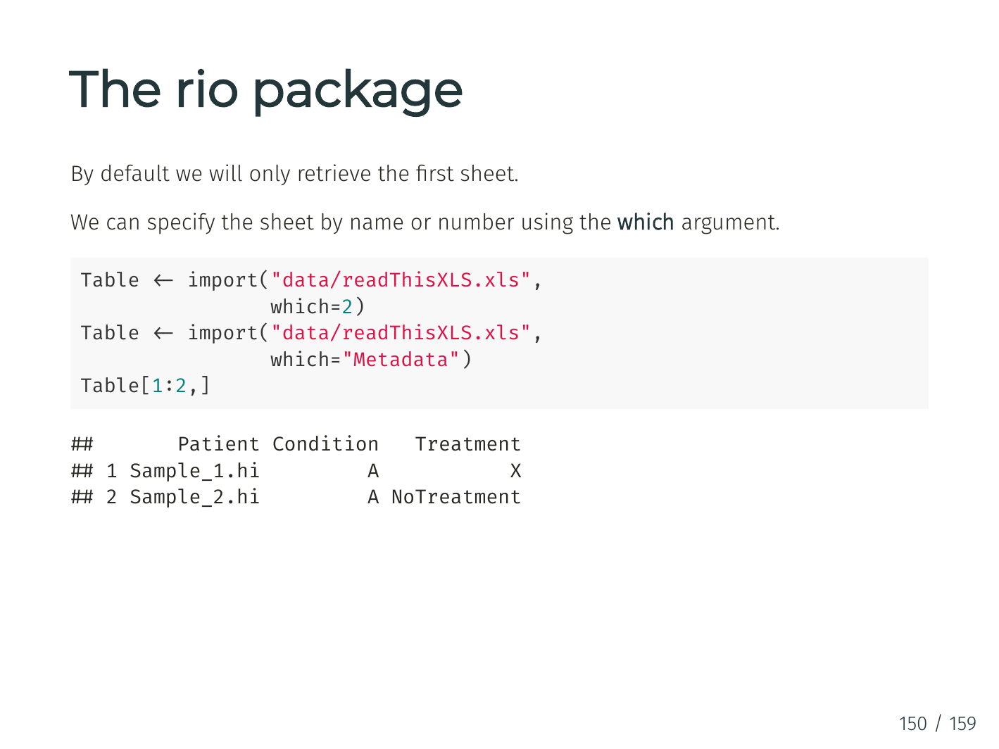 The rio package
By default we will only retrieve the first sheet.
We can specify the sheet by name or number using the which argument.
Table <- import("data/readThisXLS.xls",
                which=2)
Table <- import("data/readThisXLS.xls",
                which="Metadata")
Table[1:2,]
##       Patient Condition   Treatment
## 1 Sample_1.hi         A           X
## 2 Sample_2.hi         A NoTreatment
150 / 159